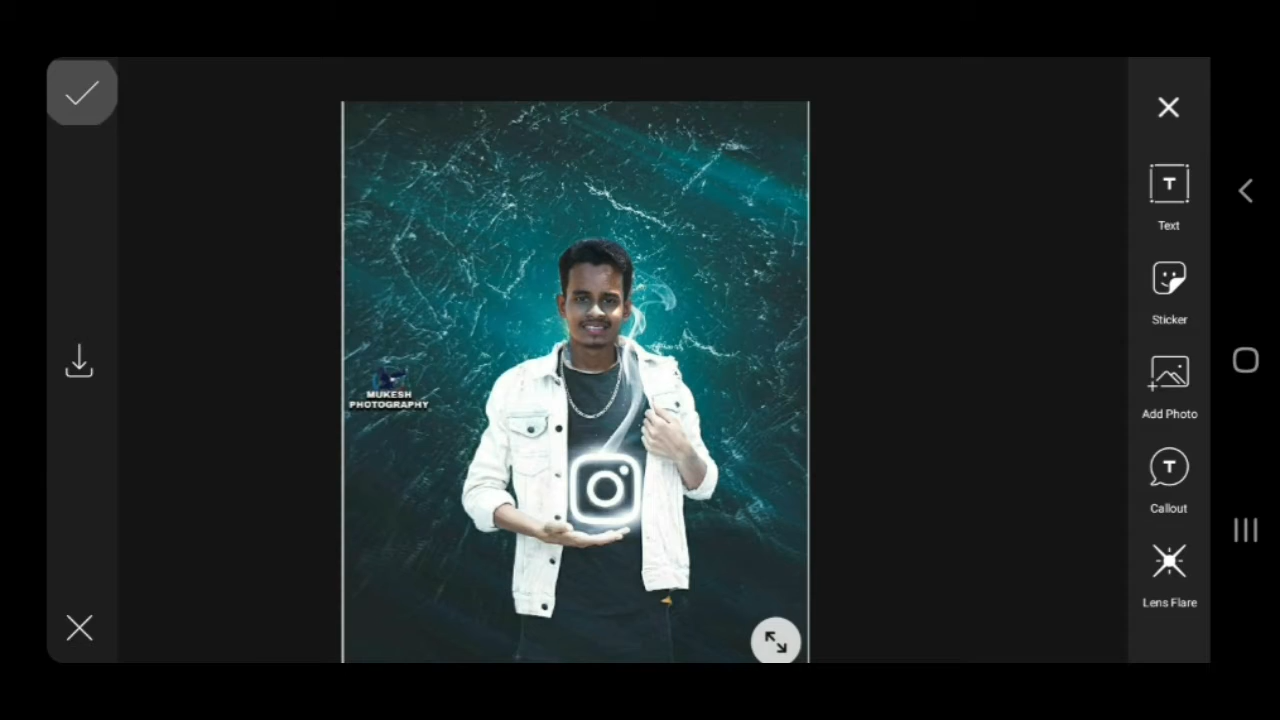 MUKESH
PHOTOGRAPHY
T
Text
Sticker
Add Photo
T
Callout
Lens Flare